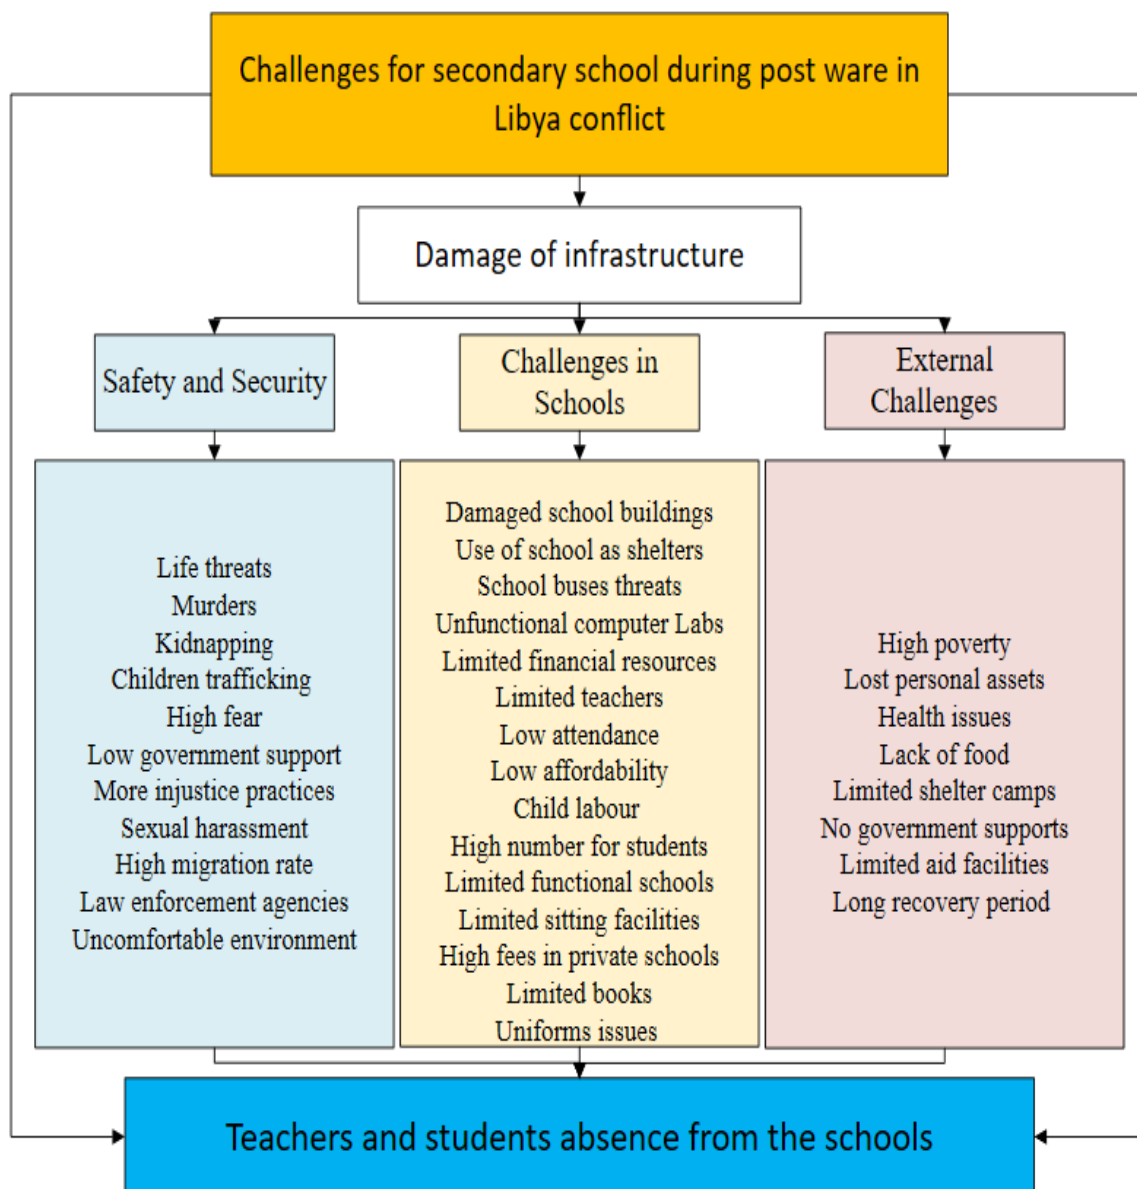 Challenges for secondary school during post ware in
Libya conflict
Damage of infrastructure
Safety and Security
Challenges in
Schools
External
Challenges
Life threats
Murders
Kidnapping
Children trafficking
High fear
Low government support
More injustice practices
Sexual harassment
High migration rate
Law enforcement agencies
Uncomfortable environment
Damaged school buildings
Use of school as shelters
School buses threats
Unfunctional computer Labs
Limited financial resources
Limited teachers
Low attendance
Low affordability
Child labour
High number for students
Limited functional schools
Limited sitting facilities
High fees in private schools
Limited books
Uniforms issues
High poverty
Lost personal assets
Health issues
Lack of food
Limited shelter camps
No government supports
Limited aid facilities
Long recovery period
Teachers and students absence from the schools